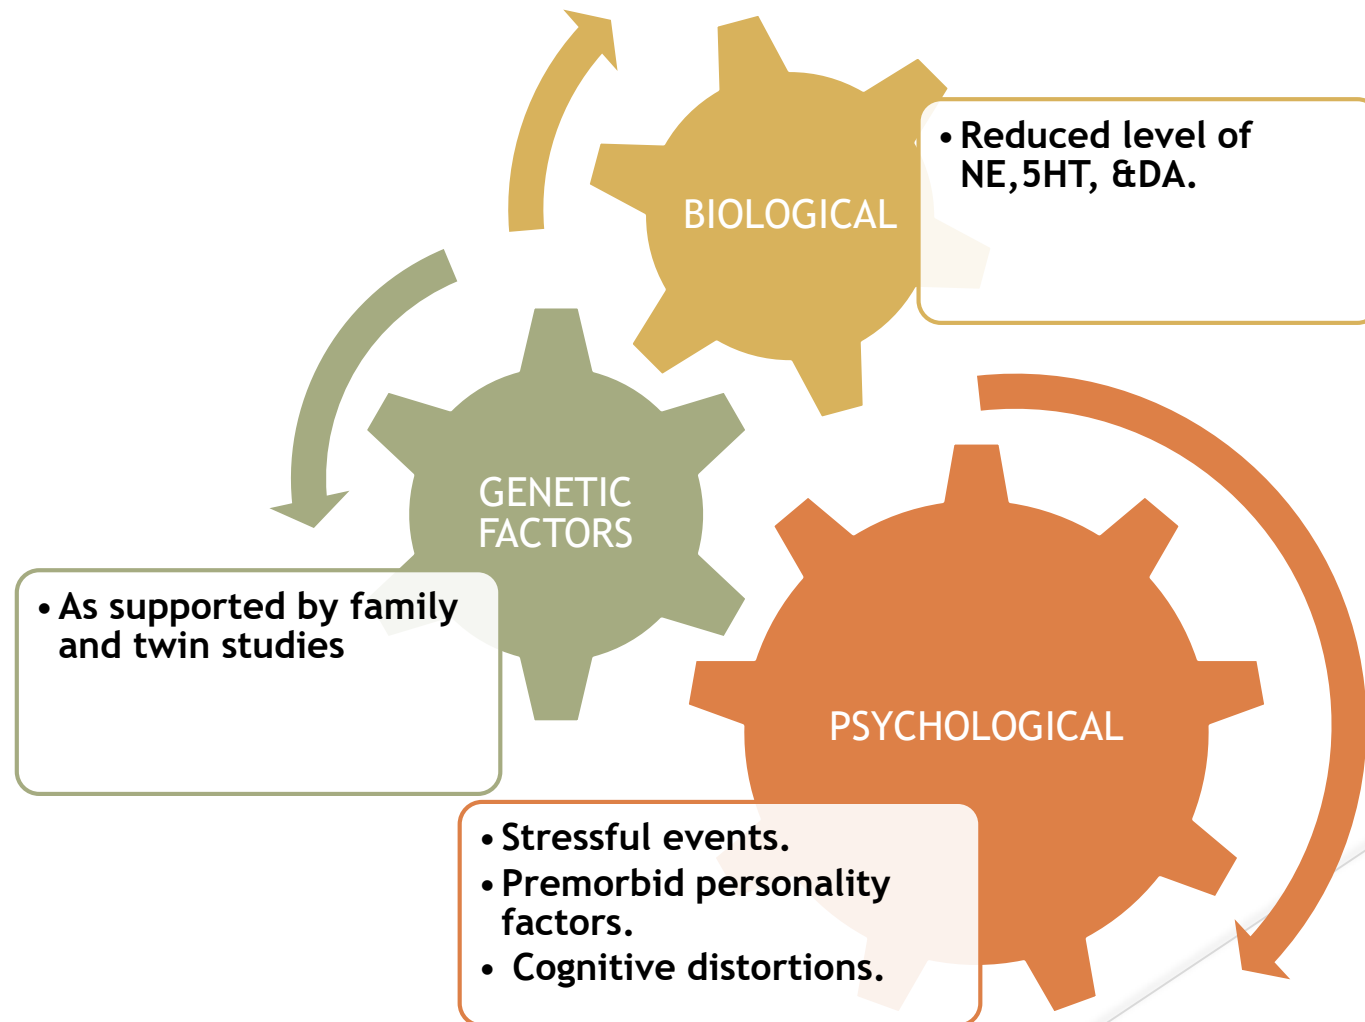 BIOLOGICAL
• Reduced level of
NE,5HT, &DA.
GENETIC
FACTORS
• As supported by family
and twin studies
PSYCHOLOGICAL
• Stressful events.
• Premorbid personality
factors.
• Cognitive distortions.